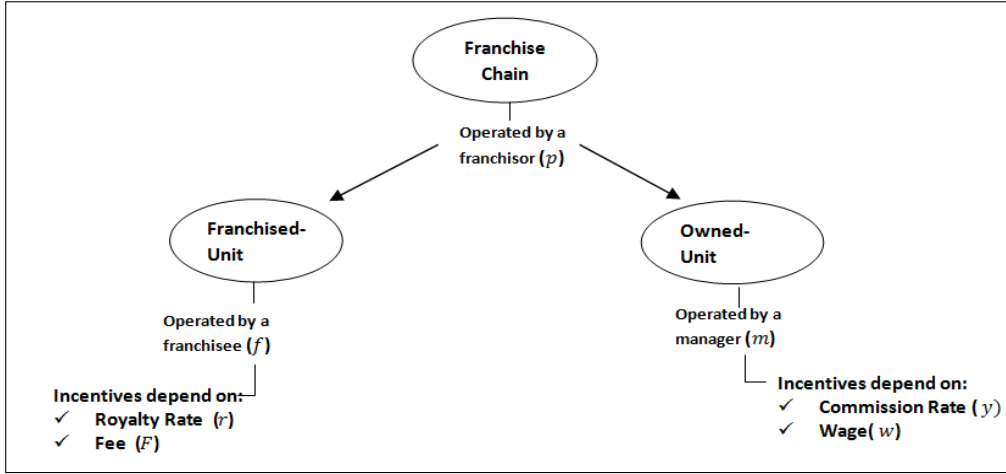 Franchise
Chain
Operated by a
franchisor (p)
Franchised-
Unit
Owned-
Unit
Operated by a
franchisee (f)
Operated by a
manager (m)
Incentives depend on:
✓ Royalty Rate (r)
✓ Fee (F)
Incentives depend on:
✓ Commission Rate ( y)
✓ Wage( w)